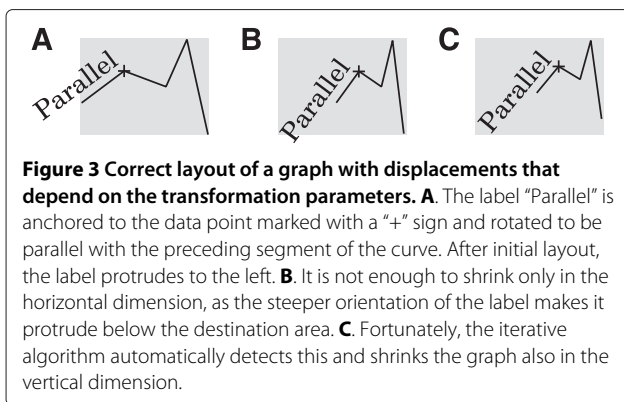 A
B
C
Parallel
Parallel
Parallel
Figure 3 Correct layout of a graph with displacements that
depend on the transformation parameters. A. The label “Parallel” is
anchored to the data point marked with a “+” sign and rotated to be
parallel with the preceding segment of the curve. After initial layout,
the label protrudes to the left. B. It is not enough to shrink only in the
horizontal dimension, as the steeper orientation of the label makes it
protrude below the destination area. C. Fortunately, the iterative
algorithm automatically detects this and shrinks the graph also in the
vertical dimension.